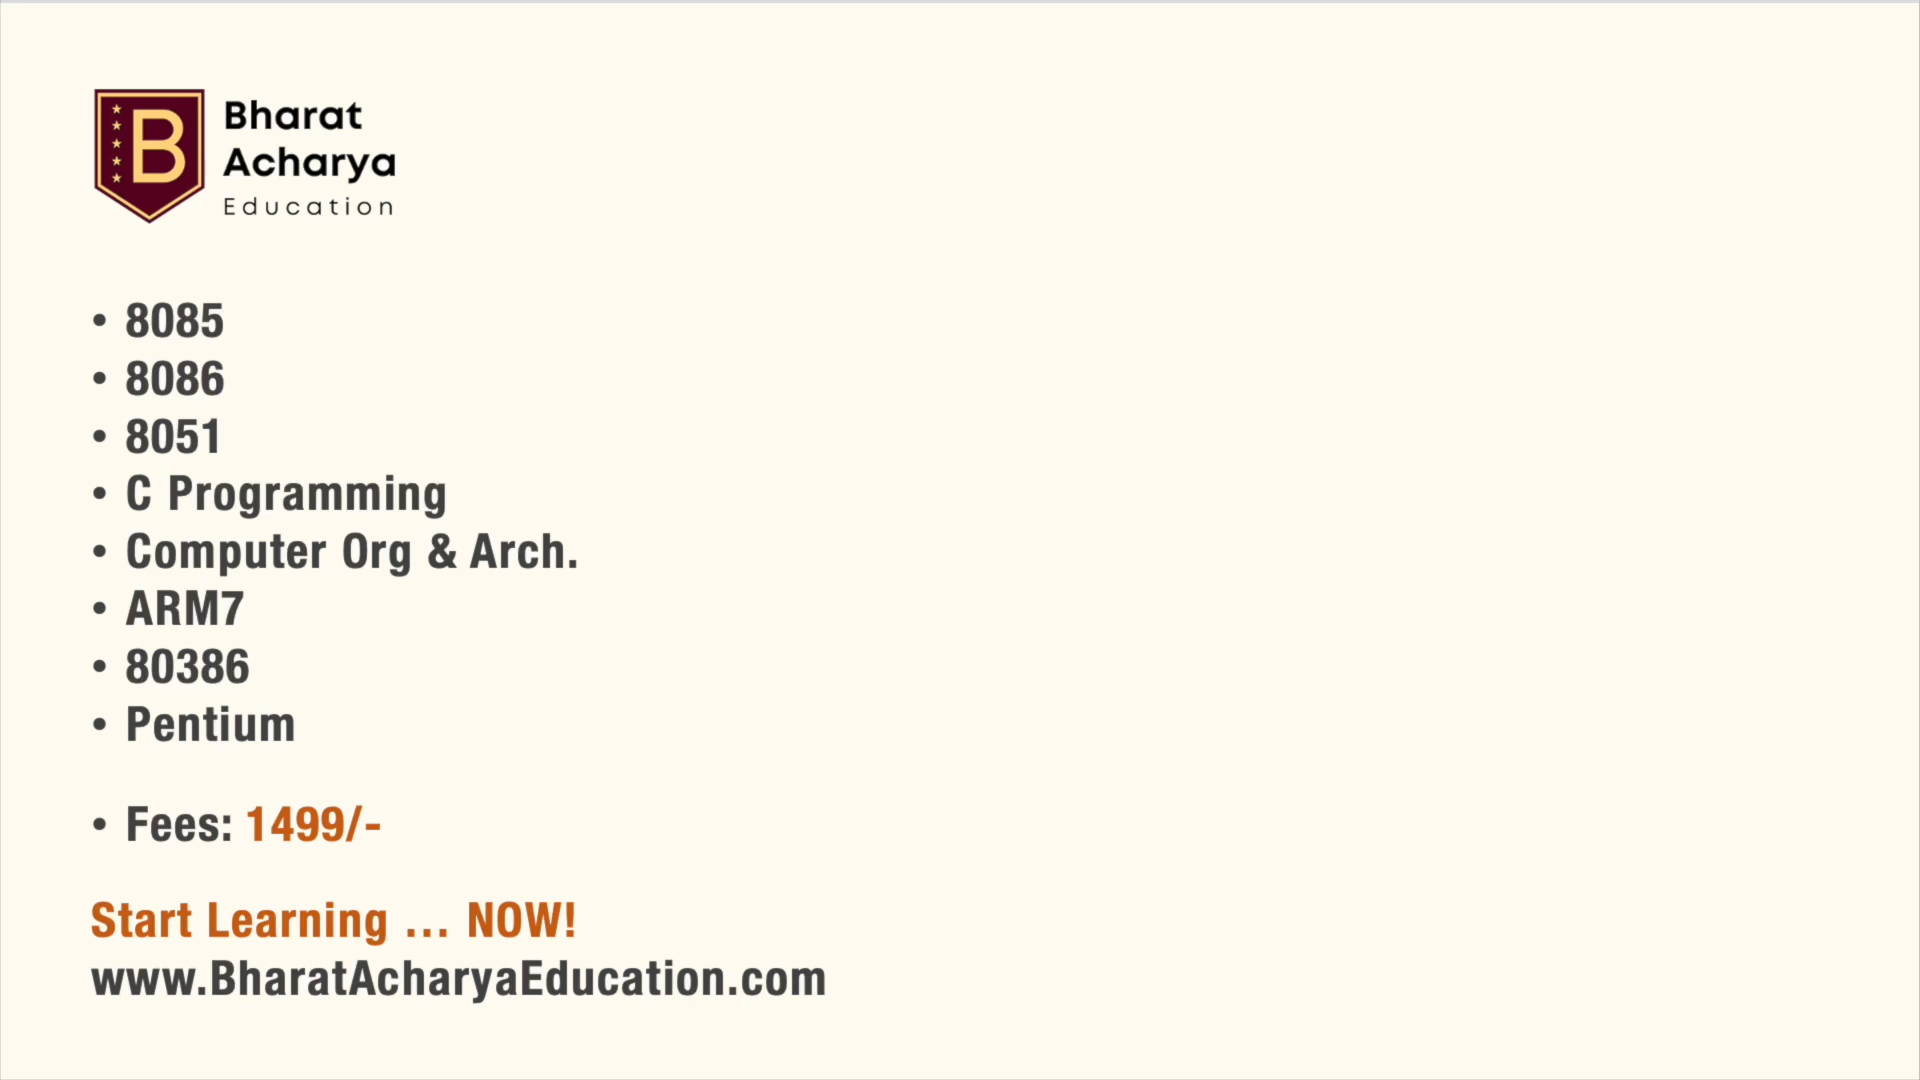 B
Bharat
Acharya
Education
• 8085
• 8086
• 8051
• C Programming
• Computer Org & Arch.
• ARM7
• 80386
• Pentium
• Fees: 1499/-
Start Learning ... NOW!
www.BharatAcharyaEducation.com